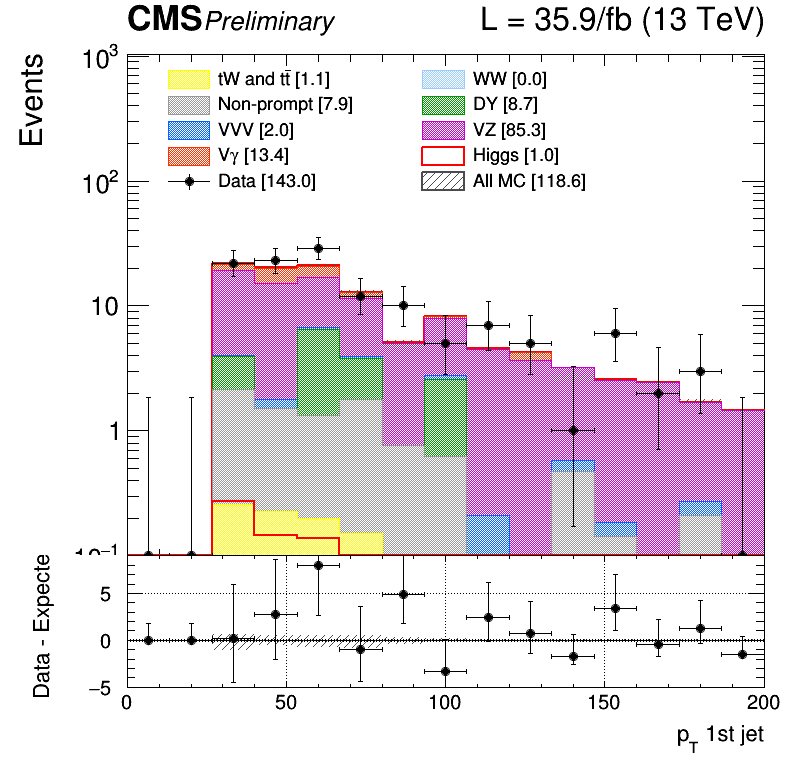 CMS Preliminary L = 35.9/fb (13 TeV)
Events
10³
10²
10
1
10⁻¹
tW and tt̄ [1.1]
Non-prompt [7.9]
VVV [2.0]
Vγ [13.4]
Data [143.0]
WW [0.0]
DY [8.7]
VZ [85.3]
Higgs [1.0]
All MC [118.6]
Data - Expecte
5
0
−5
0 50 100 150 200
p_T 1st jet